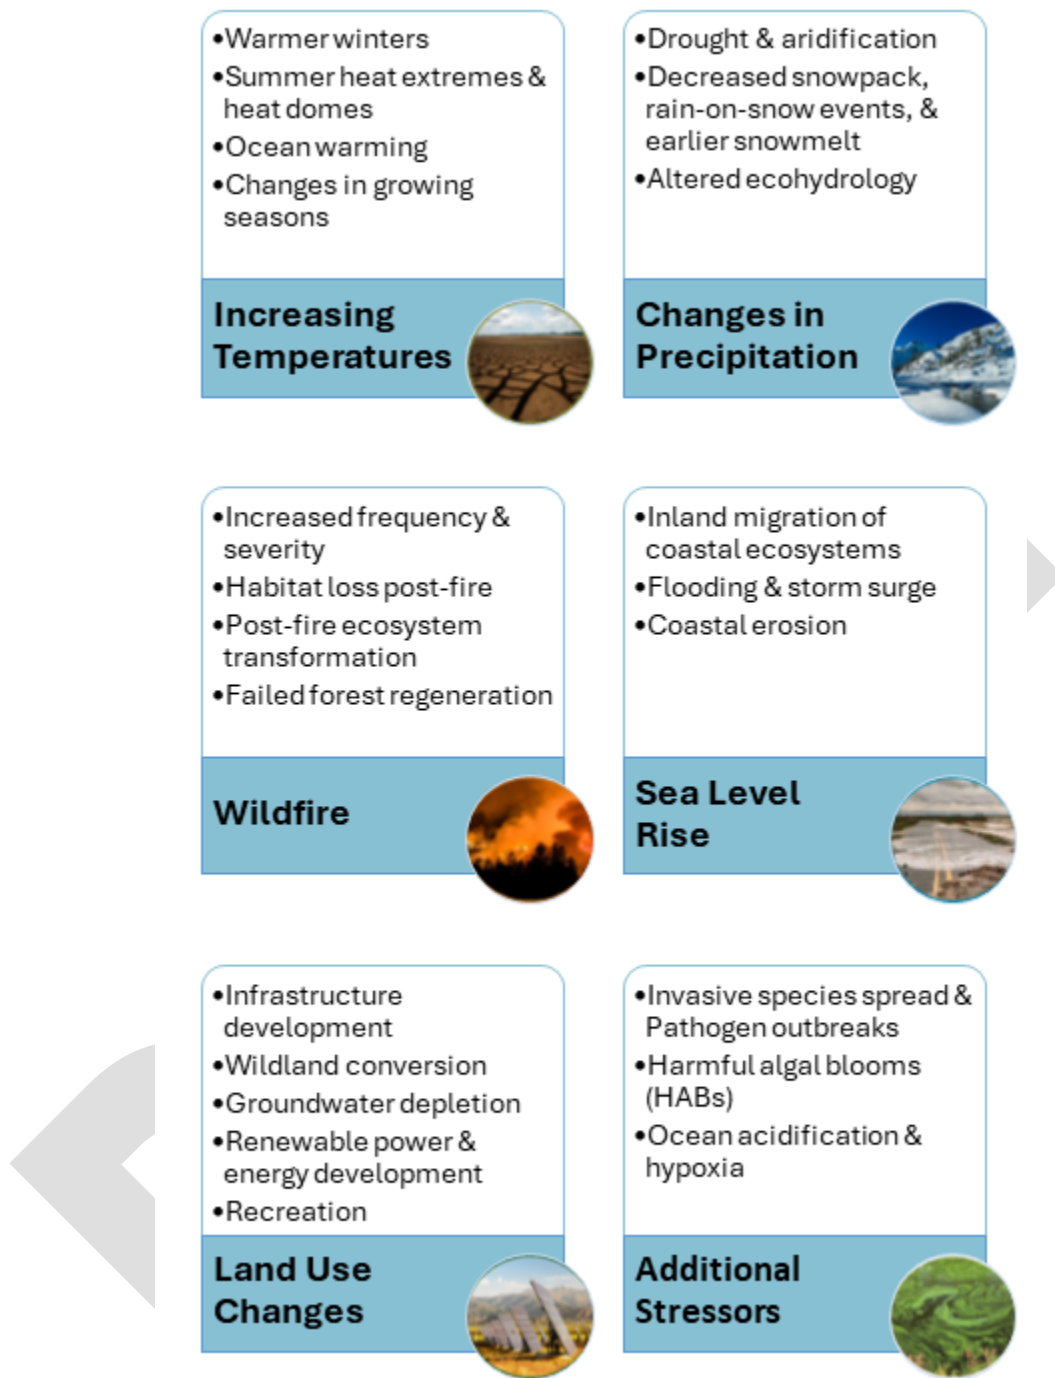 •Warmer winters
•Summer heat extremes &
heat domes
•Ocean warming
•Changes in growing
seasons
Increasing
Temperatures
•Drought & aridification
•Decreased snowpack,
rain-on-snow events, &
earlier snowmelt
•Altered ecohydrology
Changes in
Precipitation
•Increased frequency &
severity
•Habitat loss post-fire
•Post-fire ecosystem
transformation
•Failed forest regeneration
Wildfire
•Inland migration of
coastal ecosystems
•Flooding & storm surge
•Coastal erosion
Sea Level
Rise
•Infrastructure
development
•Wildland conversion
•Groundwater depletion
•Renewable power &
energy development
•Recreation
Land Use
Changes
•Invasive species spread &
Pathogen outbreaks
•Harmful algal blooms
(HABs)
•Ocean acidification &
hypoxia
Additional
Stressors